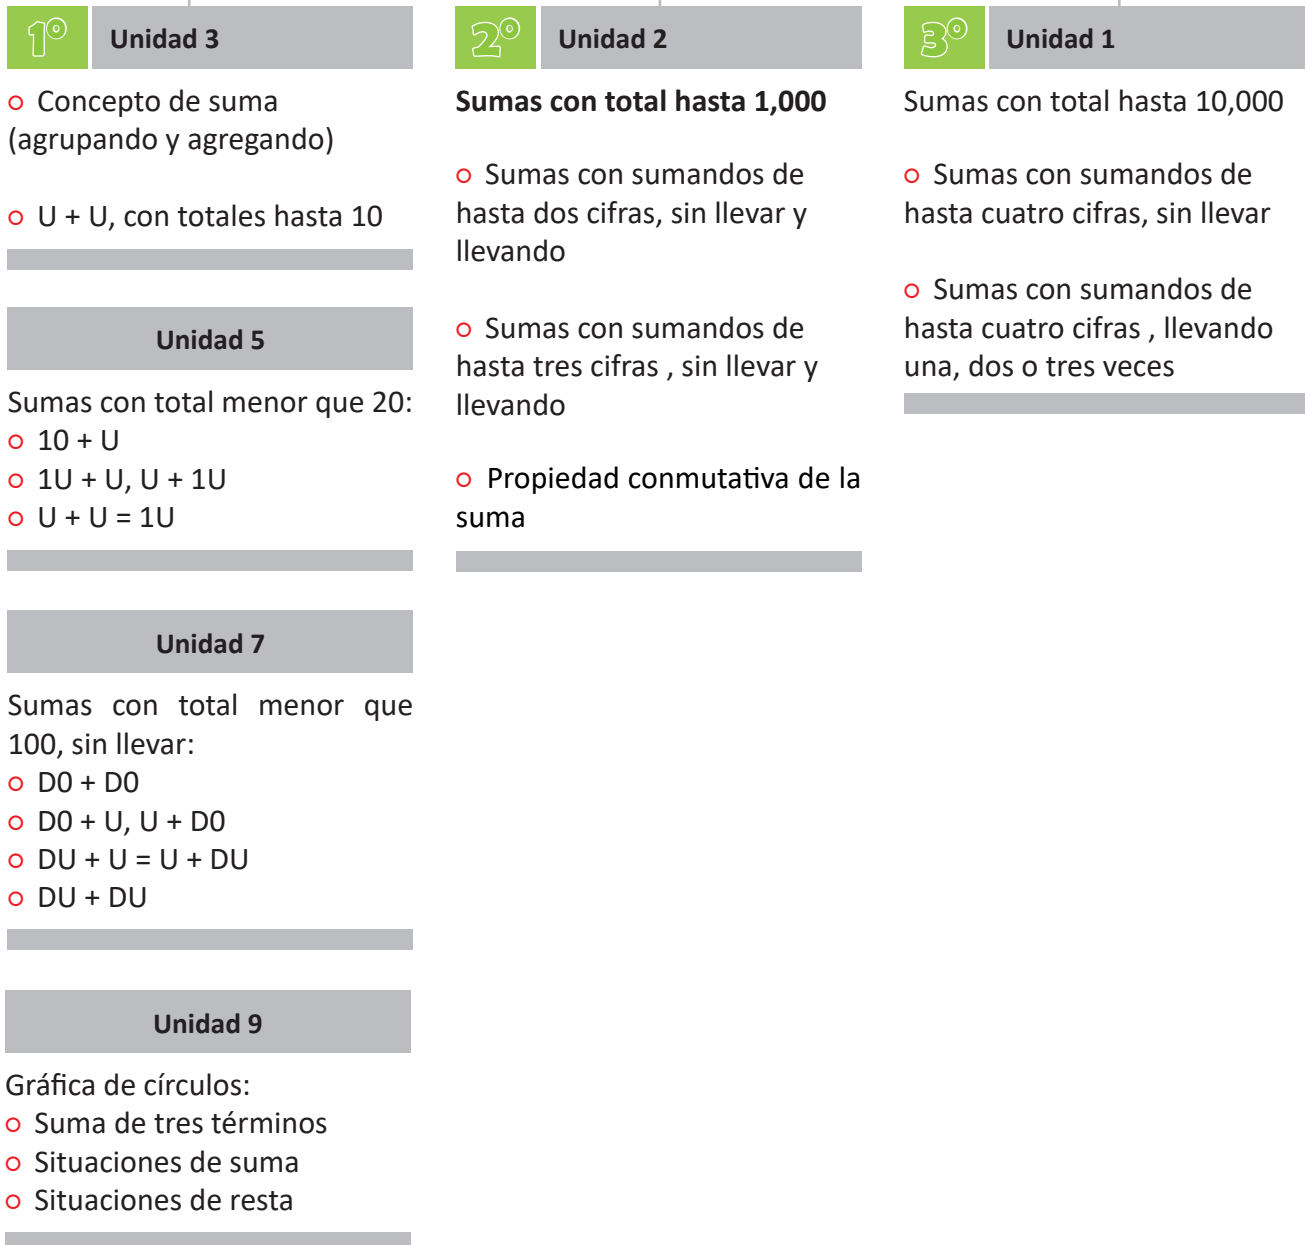 1º Unidad 3
○ Concepto de suma
(agrupando y agregando)
○ U + U, con totales hasta 10
Unidad 5
Sumas con total menor que 20:
○ 10 + U
○ 1U + U, U + 1U
○ U + U = 1U
Unidad 7
Sumas con total menor que
100, sin llevar:
○ D0 + D0
○ D0 + U, U + D0
○ DU + U = U + DU
○ DU + DU
Unidad 9
Gráfica de círculos:
○ Suma de tres términos
○ Situaciones de suma
○ Situaciones de resta
2º Unidad 2
Sumas con total hasta 1,000
○ Sumas con sumandos de
hasta dos cifras, sin llevar y
llevando
○ Sumas con sumandos de
hasta tres cifras , sin llevar y
llevando
○ Propiedad conmutativa de la
suma
3º Unidad 1
Sumas con total hasta 10,000
○ Sumas con sumandos de
hasta cuatro cifras, sin llevar
○ Sumas con sumandos de
hasta cuatro cifras , llevando
una, dos o tres veces